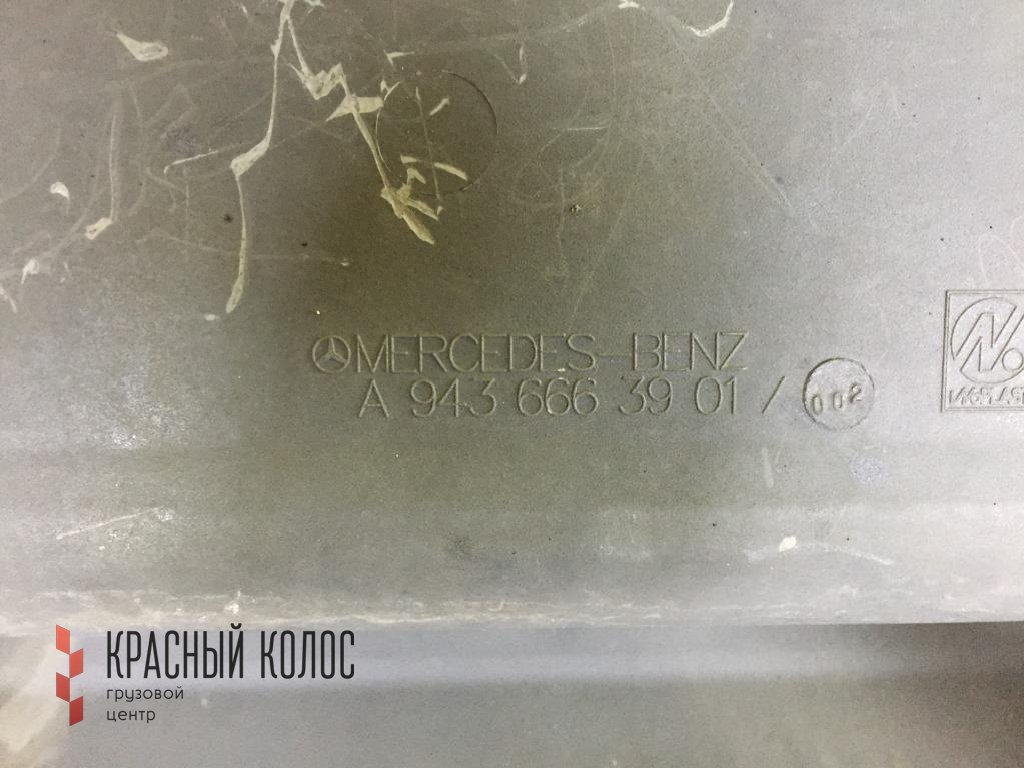 MERCEDES-BENZ
A 943 666 39 01 / 002
КРАСНЫЙ КОЛОС
грузовой
центр